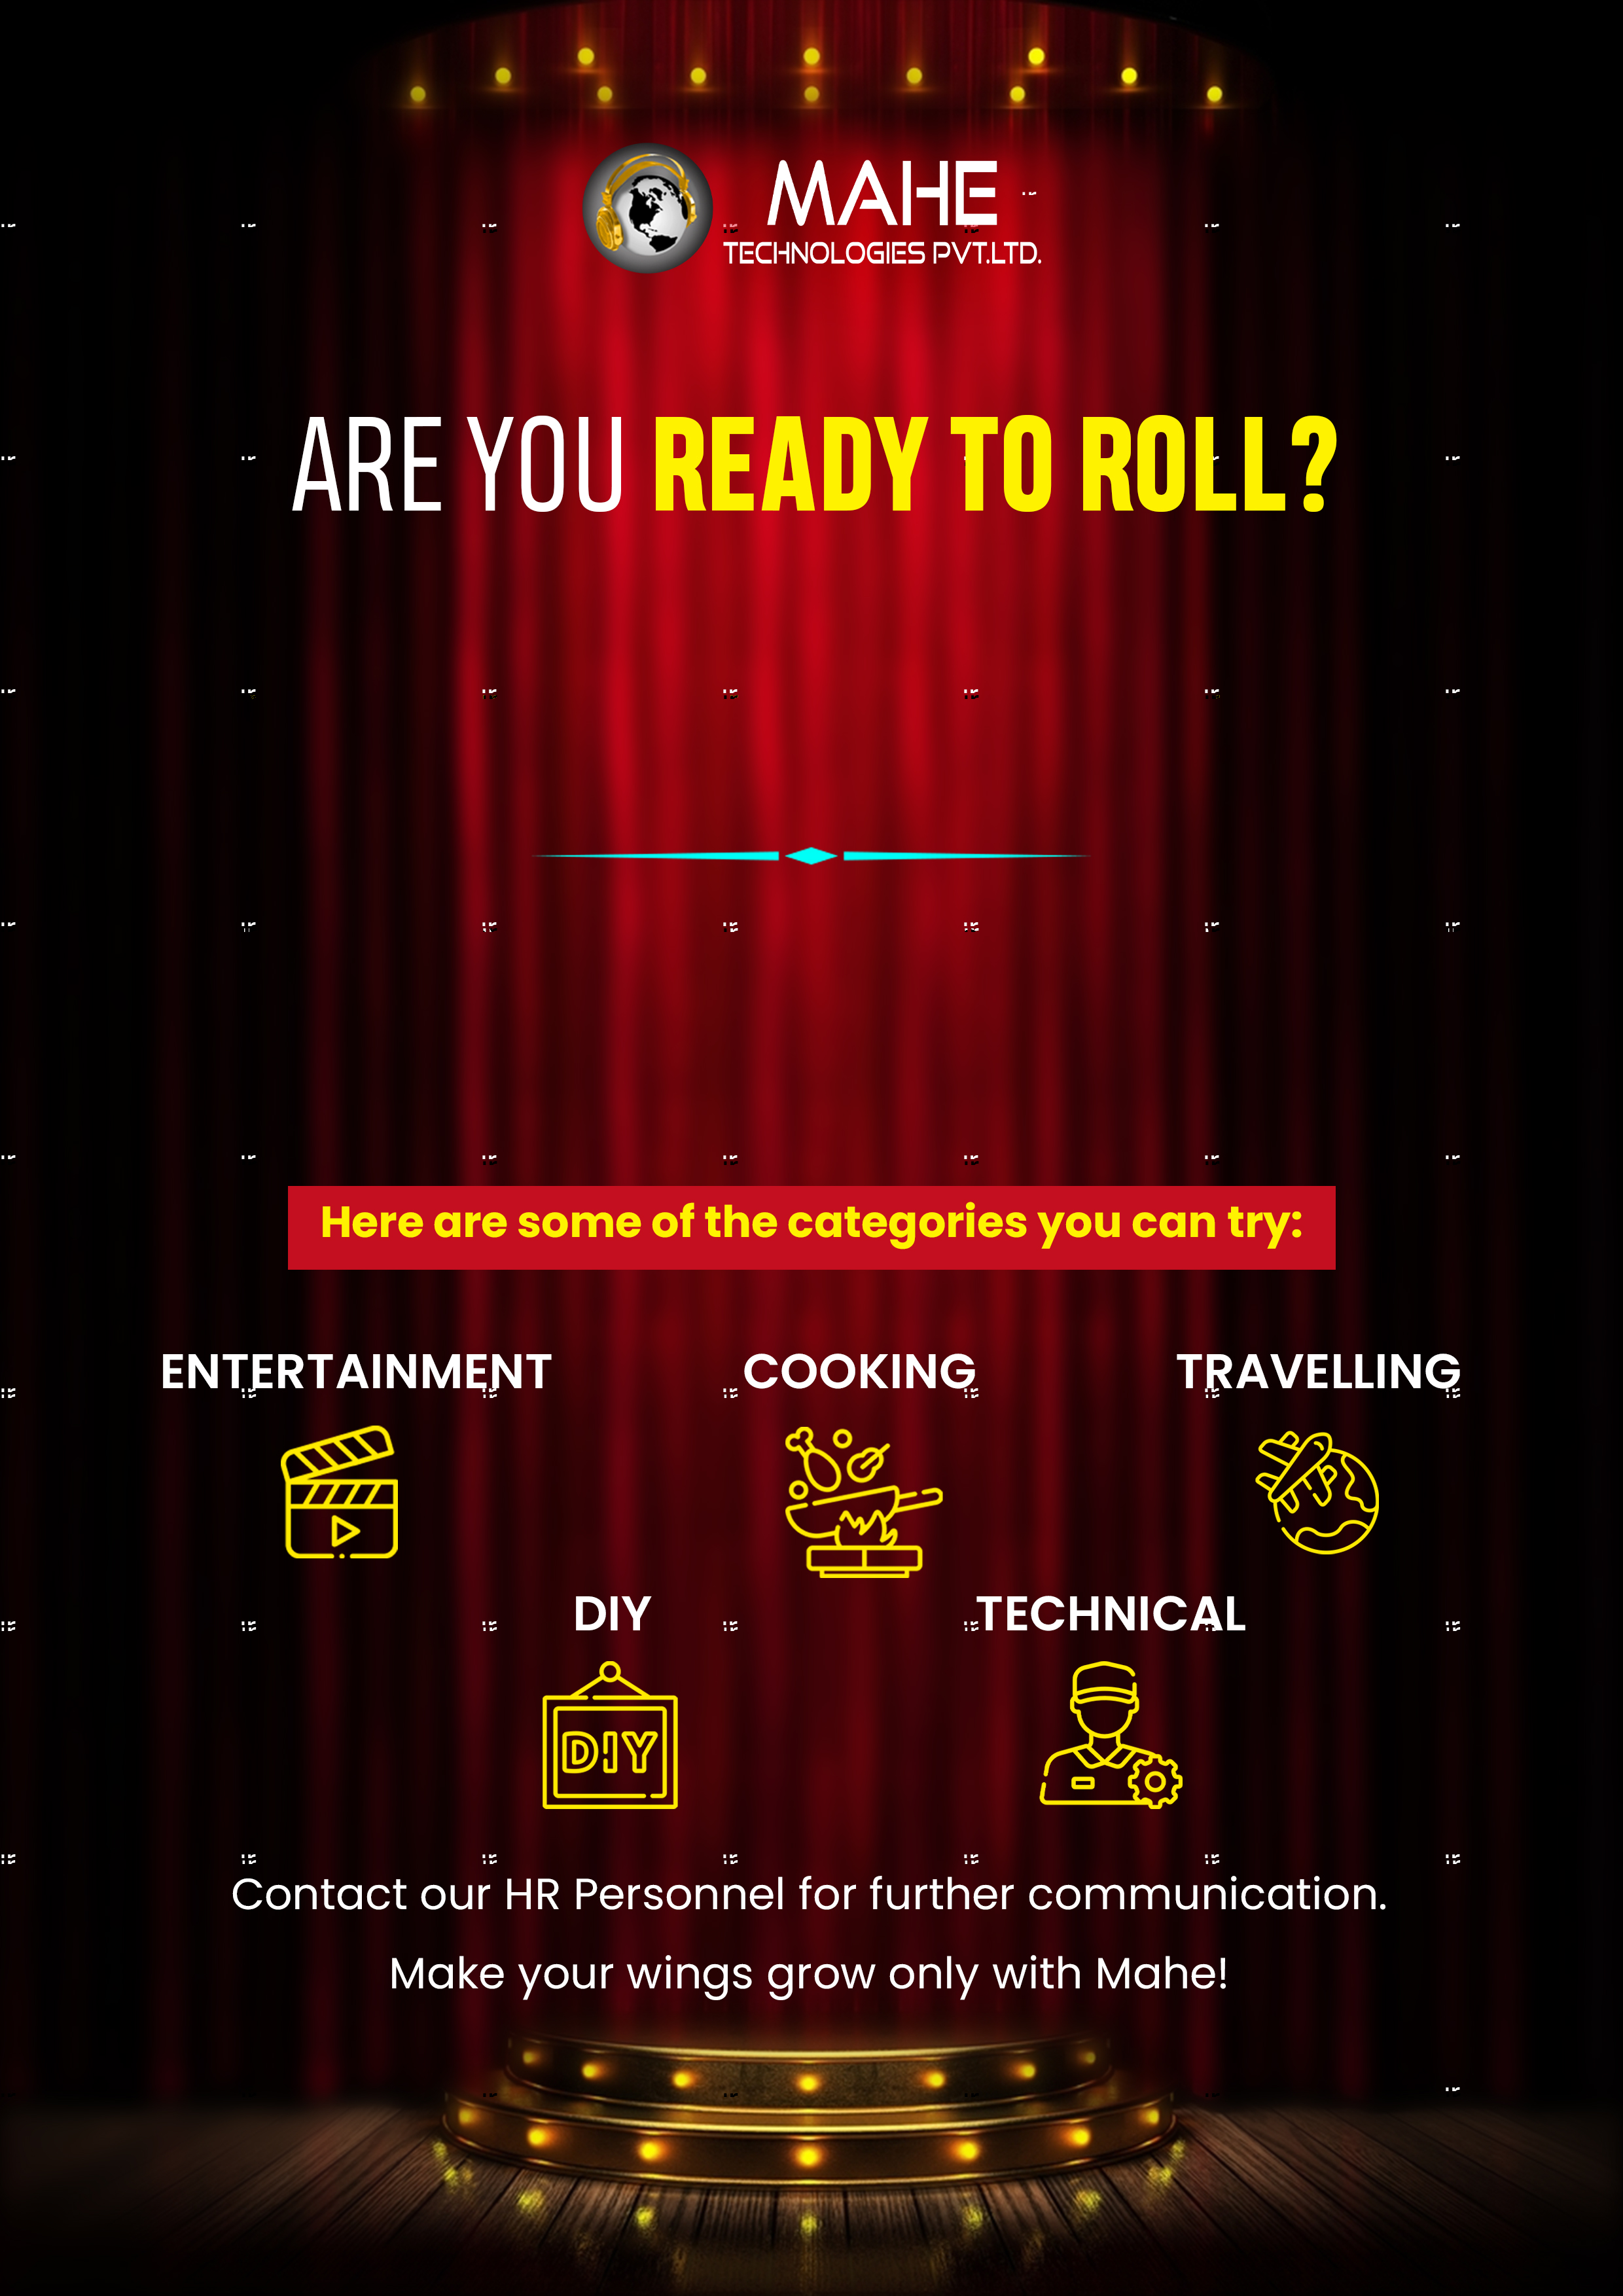 MAHE
TECHNOLOGIES PVT.LTD.
ARE YOU READY TO ROLL?
Here are some of the categories you can try:
ENTERTAINMENT COOKING TRAVELLING
DIY TECHNICAL
DIY
Contact our HR Personnel for further communication.
Make your wings grow only with Mahe!